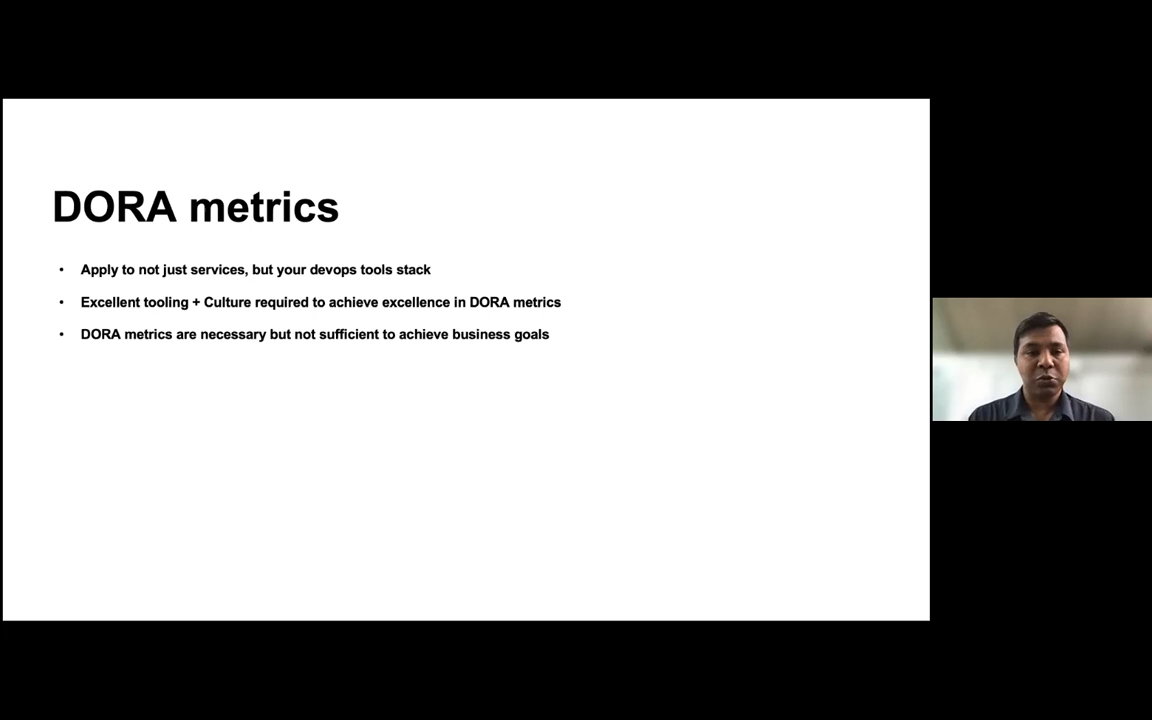 DORA metrics
• Apply to not just services, but your devops tools stack
• Excellent tooling + Culture required to achieve excellence in DORA metrics
• DORA metrics are necessary but not sufficient to achieve business goals